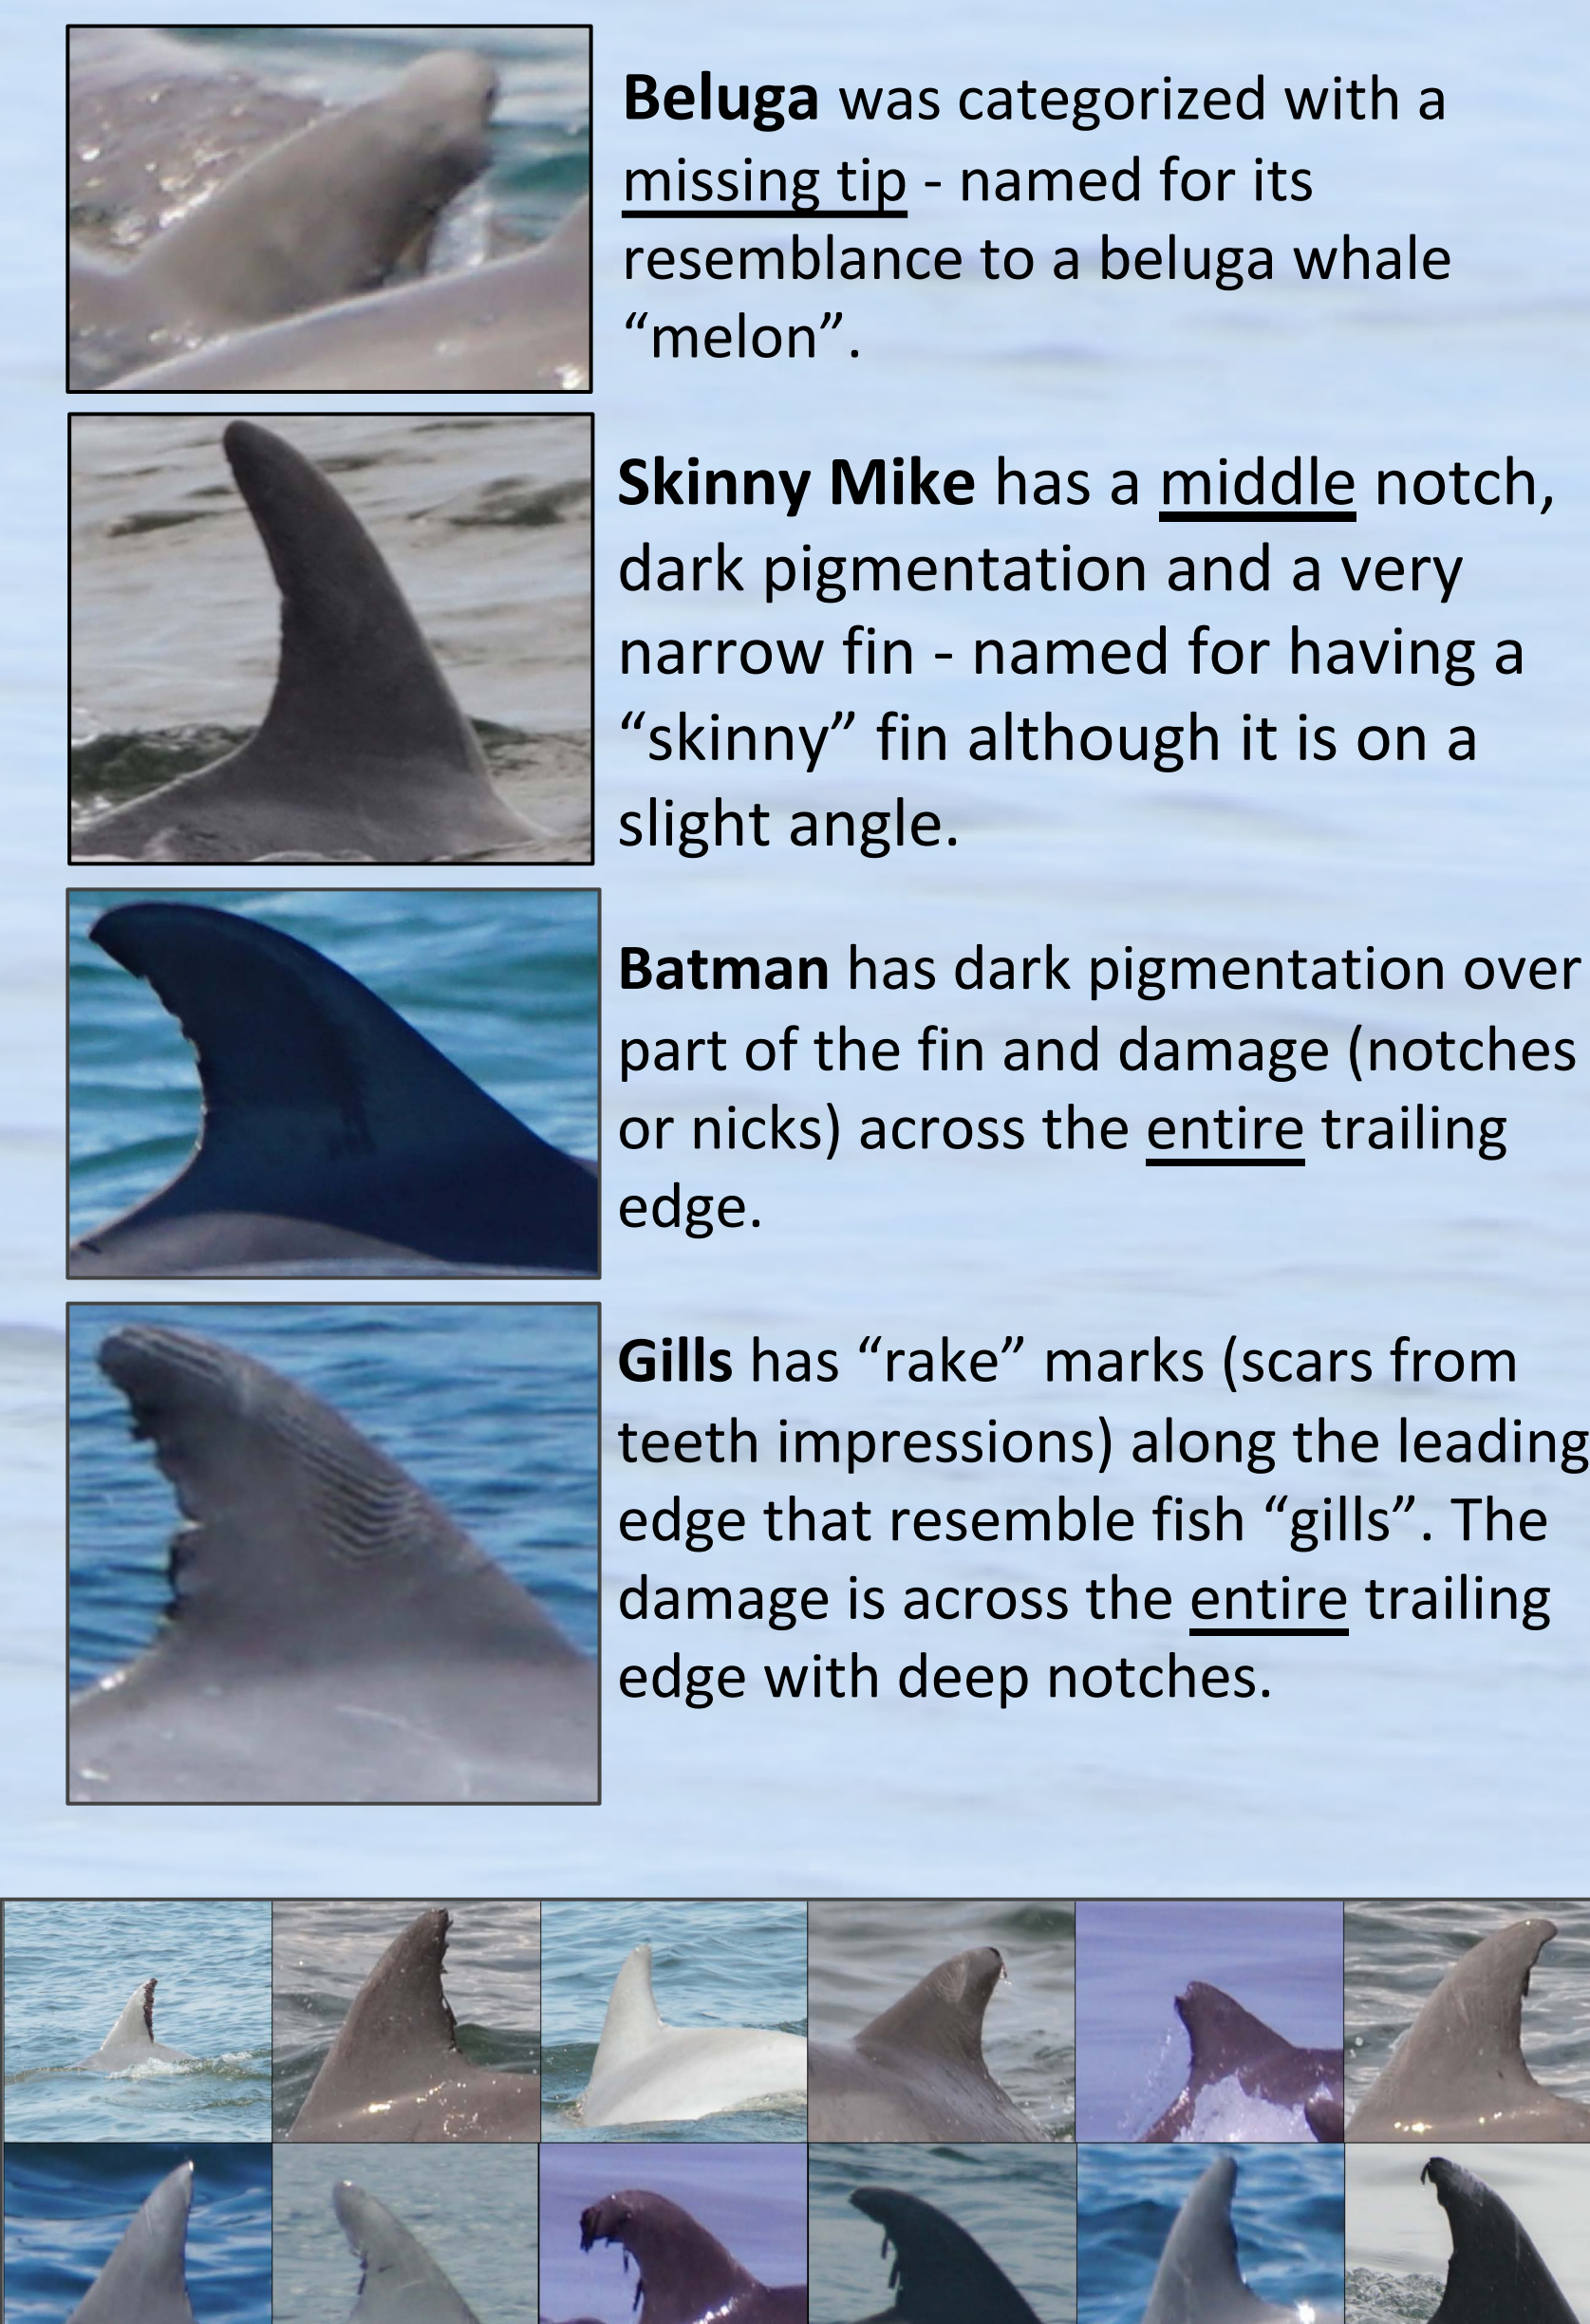 Beluga was categorized with a
missing tip - named for its
resemblance to a beluga whale
“melon”.
Skinny Mike has a middle notch,
dark pigmentation and a very
narrow fin - named for having a
“skinny” fin although it is on a
slight angle.
Batman has dark pigmentation over
part of the fin and damage (notches
or nicks) across the entire trailing
edge.
Gills has “rake” marks (scars from
teeth impressions) along the leading
edge that resemble fish “gills”. The
damage is across the entire trailing
edge with deep notches.